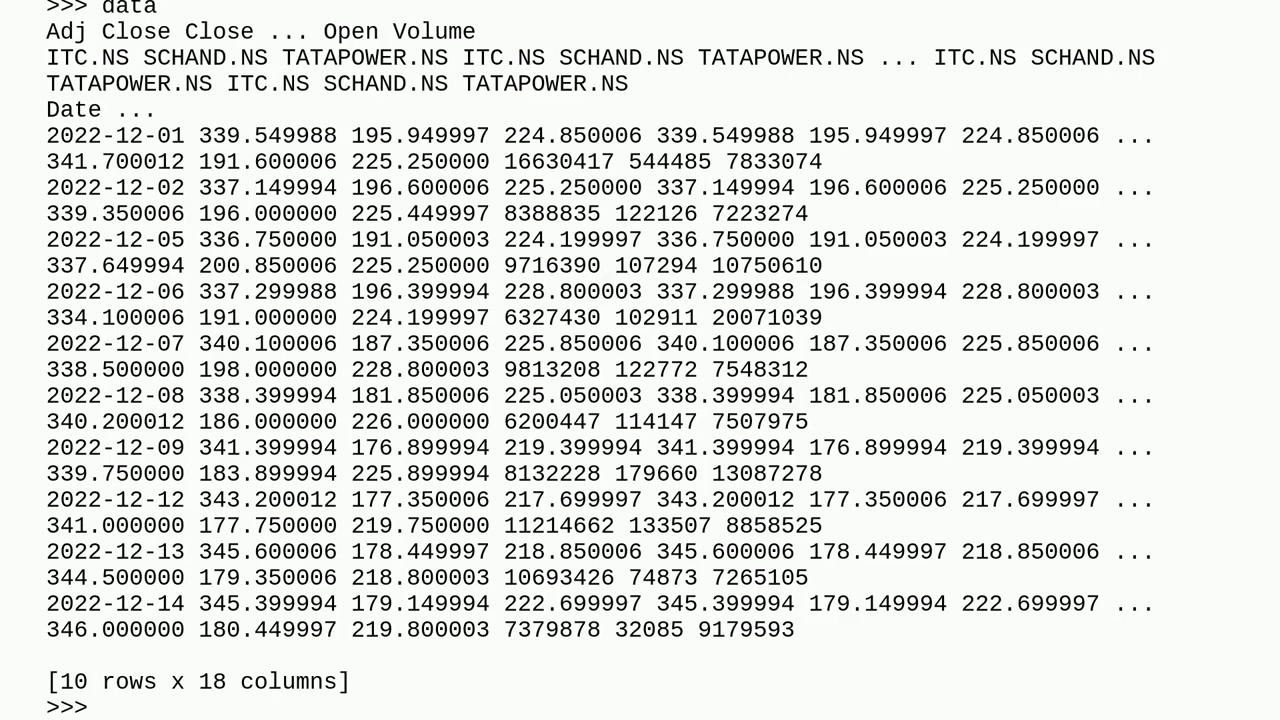 >>> data
Adj Close Close ... Open Volume
ITC.NS SCHAND.NS TATAPOWER.NS ITC.NS SCHAND.NS TATAPOWER.NS ... ITC.NS SCHAND.NS
TATAPOWER.NS ITC.NS SCHAND.NS TATAPOWER.NS
Date ...
2022-12-01 339.549988 195.949997 224.850006 339.549988 195.949997 224.850006 ...
341.700012 191.600006 225.250000 16630417 544485 7833074
2022-12-02 337.149994 196.600006 225.250000 337.149994 196.600006 225.250000 ...
339.350006 196.000000 225.449997 8388835 122126 7223274
2022-12-05 336.750000 191.050003 224.199997 336.750000 191.050003 224.199997 ...
337.649994 200.850006 225.250000 9716390 107294 10750610
2022-12-06 337.299988 196.399994 228.800003 337.299988 196.399994 228.800003 ...
334.100006 191.000000 224.199997 6327430 102911 20071039
2022-12-07 340.100006 187.350006 225.850006 340.100006 187.350006 225.850006 ...
338.500000 198.000000 228.800003 9813208 122772 7548312
2022-12-08 338.399994 181.850006 225.050003 338.399994 181.850006 225.050003 ...
340.200012 186.000000 226.000000 6200447 114147 7507975
2022-12-09 341.399994 176.899994 219.399994 341.399994 176.899994 219.399994 ...
339.750000 183.899994 225.899994 8132228 179660 13087278
2022-12-12 343.200012 177.350006 217.699997 343.200012 177.350006 217.699997 ...
341.000000 177.750000 219.750000 11214662 133507 8858525
2022-12-13 345.600006 178.449997 218.850006 345.600006 178.449997 218.850006 ...
344.500000 179.350006 218.800003 10693426 74873 7265105
2022-12-14 345.399994 179.149994 222.699997 345.399994 179.149994 222.699997 ...
346.000000 180.449997 219.800003 7379878 32085 9179593
[10 rows x 18 columns]
>>>